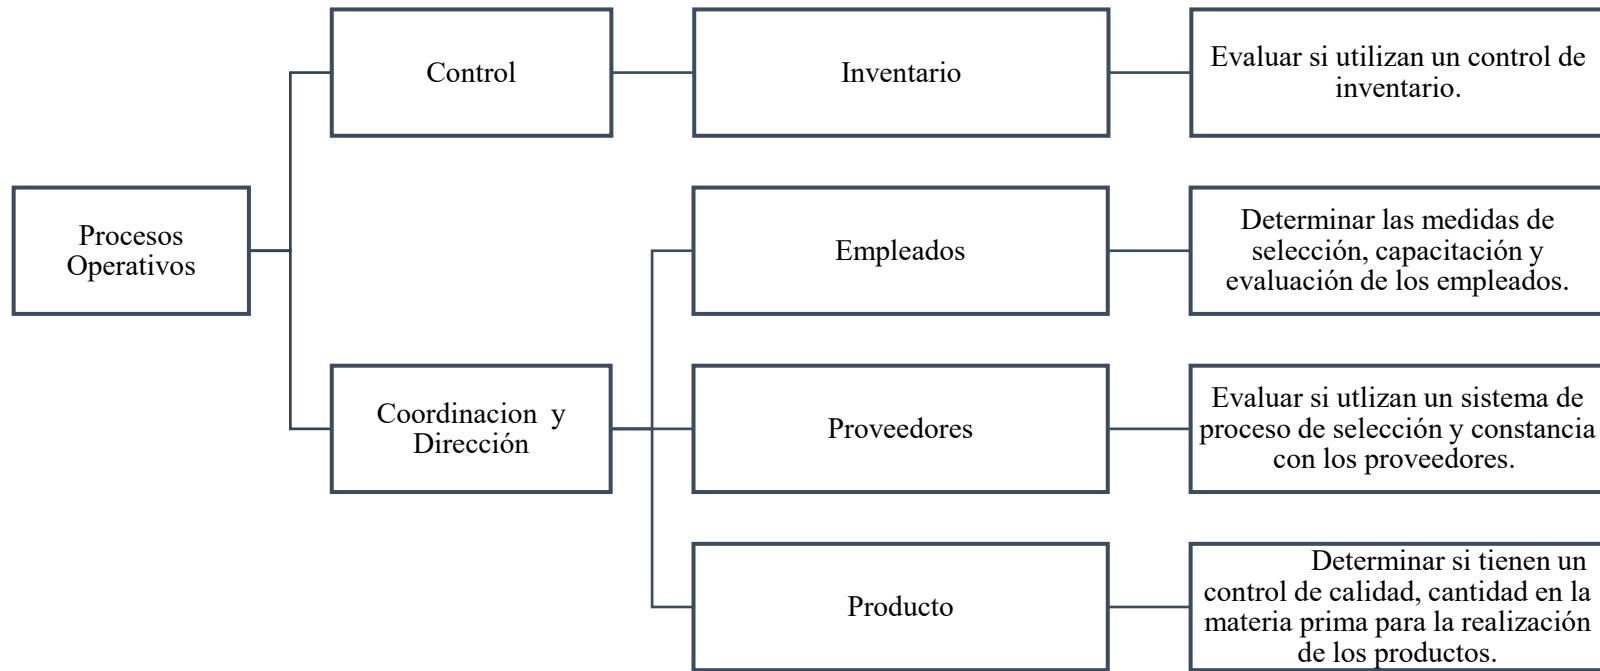 Procesos
Operativos
Control
Inventario
Evaluar si utilizan un control de
inventario.
Coordinacion y
Dirección
Empleados
Determinar las medidas de
selección, capacitación y
evaluación de los empleados.
Proveedores
Evaluar si utlizan un sistema de
proceso de selección y constancia
con los proveedores.
Producto
Determinar si tienen un
control de calidad, cantidad en la
materia prima para la realización
de los productos.